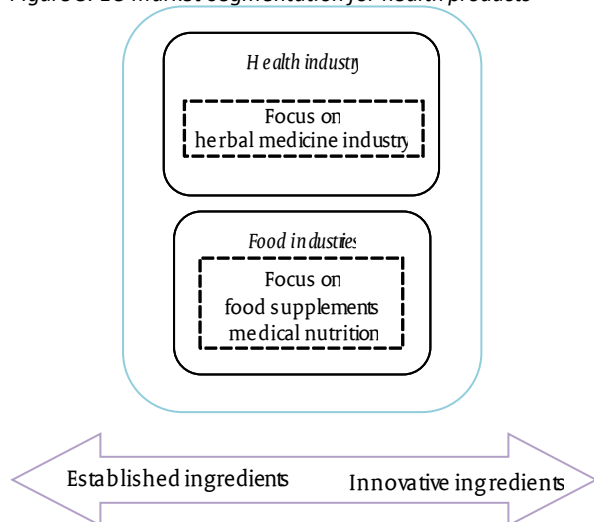 Health industry
Focus on
herbal medicine industry
Food industries
Focus on
food supplements
medical nutrition
Established ingredients Innovative ingredients